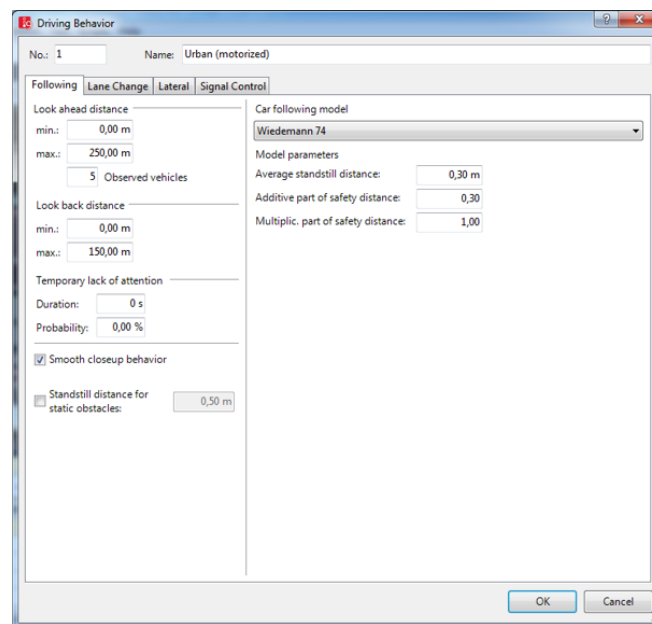 Driving Behavior
No.: 1 Name: Urban (motorized)
Following Lane Change Lateral Signal Control
Look ahead distance
min.: 0,00 m
max.: 250,00 m
5 Observed vehicles
Look back distance
min.: 0,00 m
max.: 150,00 m
Temporary lack of attention
Duration: 0 s
Probability: 0,00 %
Smooth closeup behavior
Standstill distance for
static obstacles: 0,50 m
Car following model
Wiedemann 74
Model parameters
Average standstill distance: 0,30 m
Additive part of safety distance: 0,30
Multiplic. part of safety distance: 1,00
OK Cancel